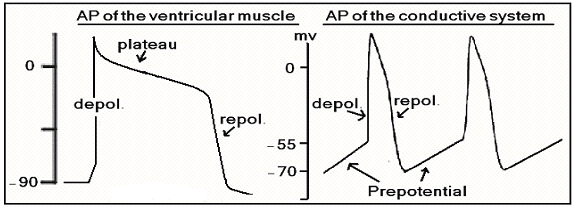 AP of the ventricular muscle
plateau
0
depol.
repol.
-90
AP of the conductive system
mv
0
depol.
repol.
-55
-70
Prepotential